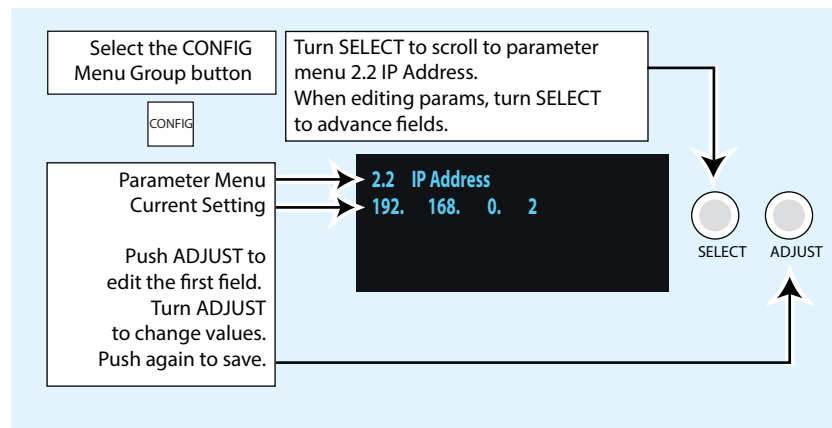 Select the CONFIG
Menu Group button
CONFIG
Turn SELECT to scroll to parameter
menu 2.2 IP Address.
When editing params, turn SELECT
to advance fields.
Parameter Menu
Current Setting
Push ADJUST to
edit the first field.
Turn ADJUST
to change values.
Push again to save.
2.2 IP Address
192. 168. 0. 2
SELECT
ADJUST